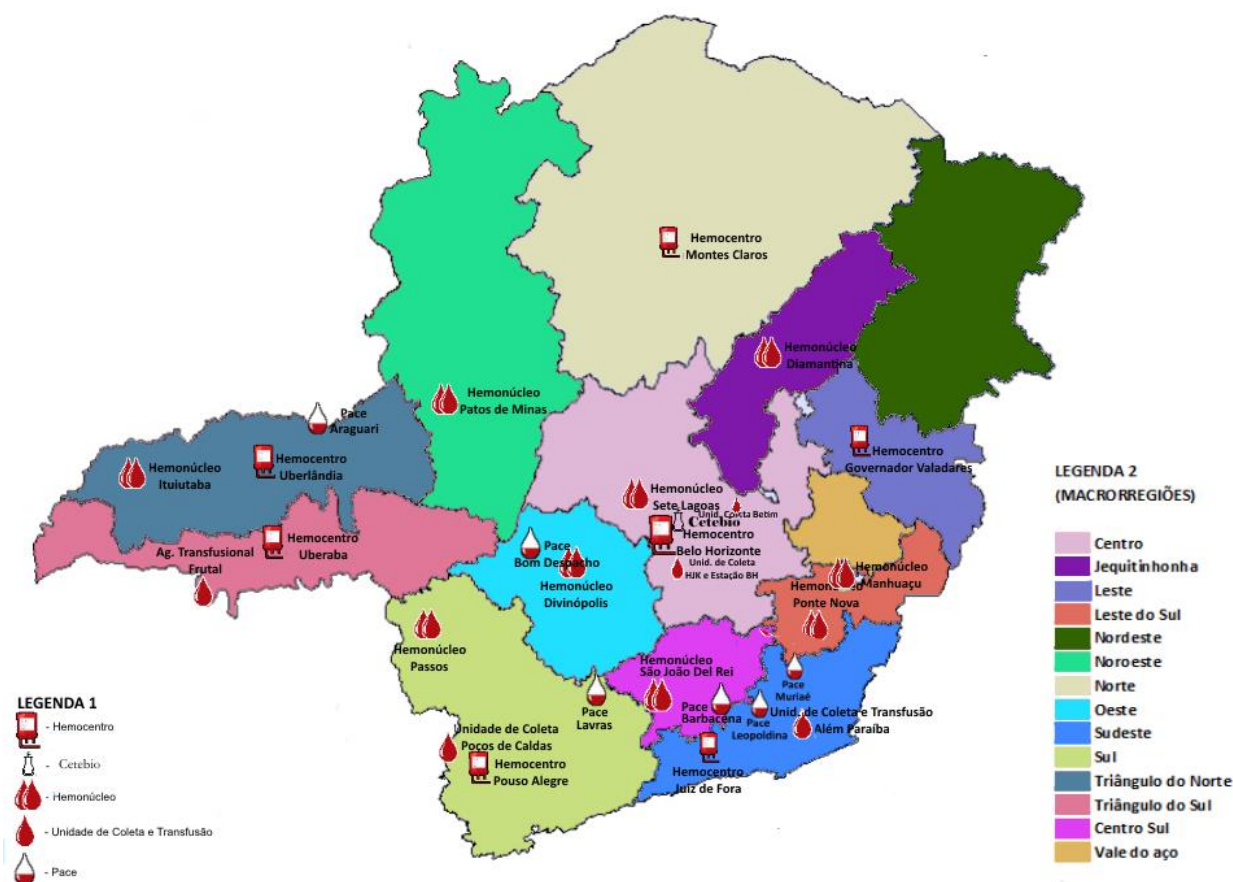 Hemocentro
Montes Claros
Hemonúcleo
Diamantina
Hemonúcleo
Patos de Minas
Pace
Araguari
Hemocentro
Uberlândia
Hemonúcleo
Ituiutaba
Hemocentro
Governador Valadares
Hemonúcleo
Sete Lagoas
Unid. Coleta Betim
Cetebio
Hemocentro
Belo Horizonte
Unid. de Coleta
HJK e Estação BH
Hemocentro
Uberaba
Ag. Transfusional
Frutal
Pace
Bom Despacho
Hemonúcleo
Divinópolis
Hemonúcleo
Manhuaçu
Hemonúcleo
Ponte Nova
Hemonúcleo
Passos
Hemonúcleo
São João Del Rei
Pace
Muriaé
Pace
Lavras
Pace
Barbacena
Pace
Leopoldina
Unid. de Coleta e Transfusão
Além Paraíba
Unidade de Coleta
Poços de Caldas
Hemocentro
Pouso Alegre
Hemocentro
Juiz de Fora
LEGENDA 1
- Hemocentro
- Cetebio
- Hemonúcleo
- Unidade de Coleta e Transfusão
- Pace
LEGENDA 2
(MACRORREGIÕES)
Centro
Jequitinhonha
Leste
Leste do Sul
Nordeste
Noroeste
Norte
Oeste
Sudeste
Sul
Triângulo do Norte
Triângulo do Sul
Centro Sul
Vale do aço